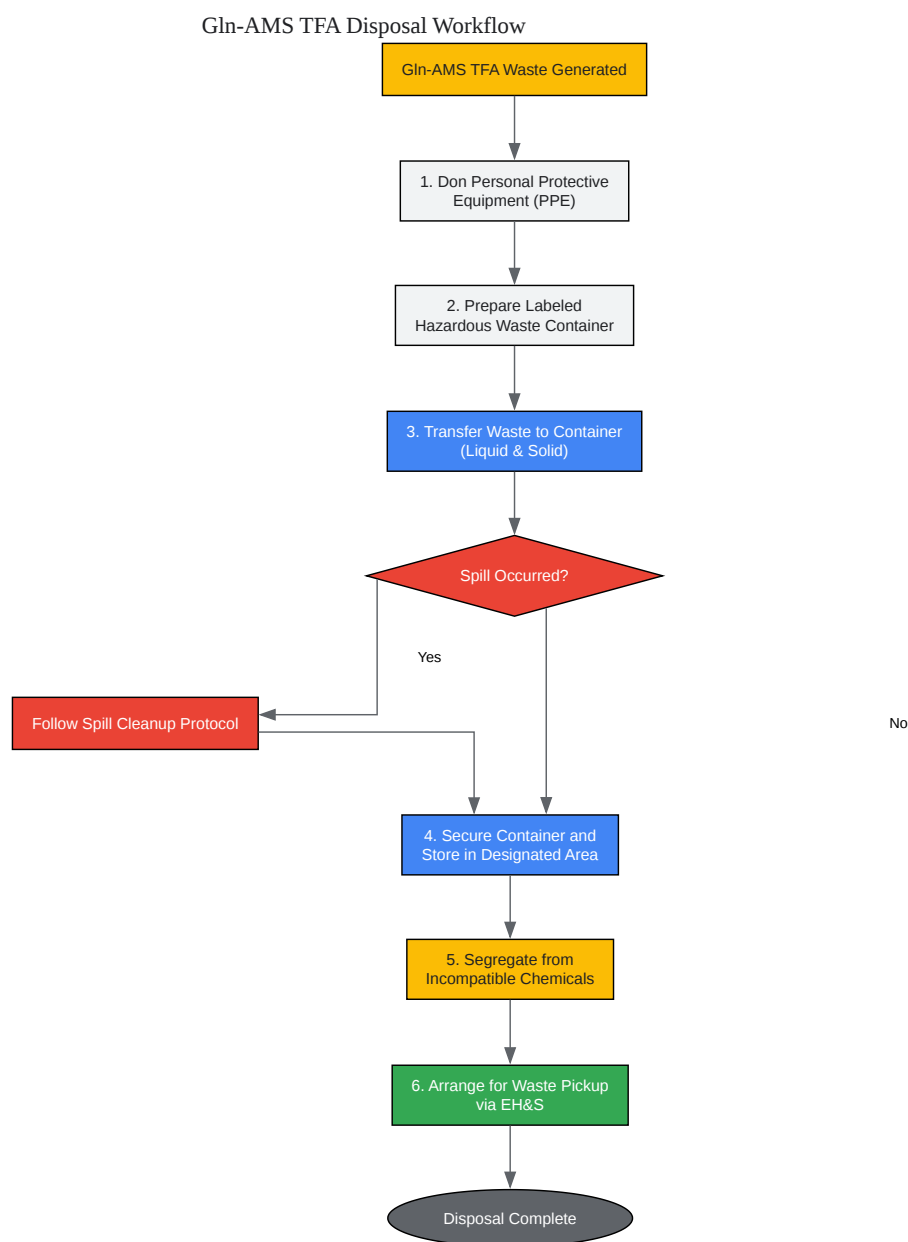 Gln-AMS TFA Disposal Workflow
Gln-AMS TFA Waste Generated
1. Don Personal Protective
Equipment (PPE)
2. Prepare Labeled
Hazardous Waste Container
3. Transfer Waste to Container
(Liquid & Solid)
Spill Occurred?
Yes
Follow Spill Cleanup Protocol
No
4. Secure Container and
Store in Designated Area
5. Segregate from
Incompatible Chemicals
6. Arrange for Waste Pickup
via EH&S
Disposal Complete